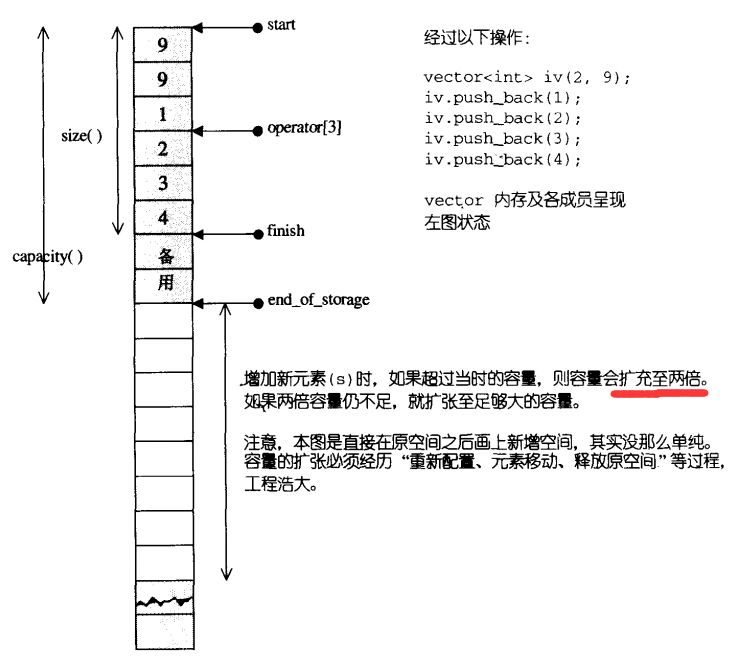 start
9
9
1
operator[3]
size()
2
3
4
finish
capacity()
备
用
end_of_storage
经过以下操作：
vector<int> iv(2, 9);
iv.push_back(1);
iv.push_back(2);
iv.push_back(3);
iv.push_back(4);
vector 内存及各成员呈现
左图状态
增加新元素(s)时，如果超过当时的容量，则容量会扩充至两倍。
如果两倍容量仍不足，就扩张至足够大的容量。
注意，本图是直接在原空间之后画上新增空间，其实没那么单纯。
容量的扩张必须经历“重新配置、元素移动、释放原空间”等过程，
工程浩大。